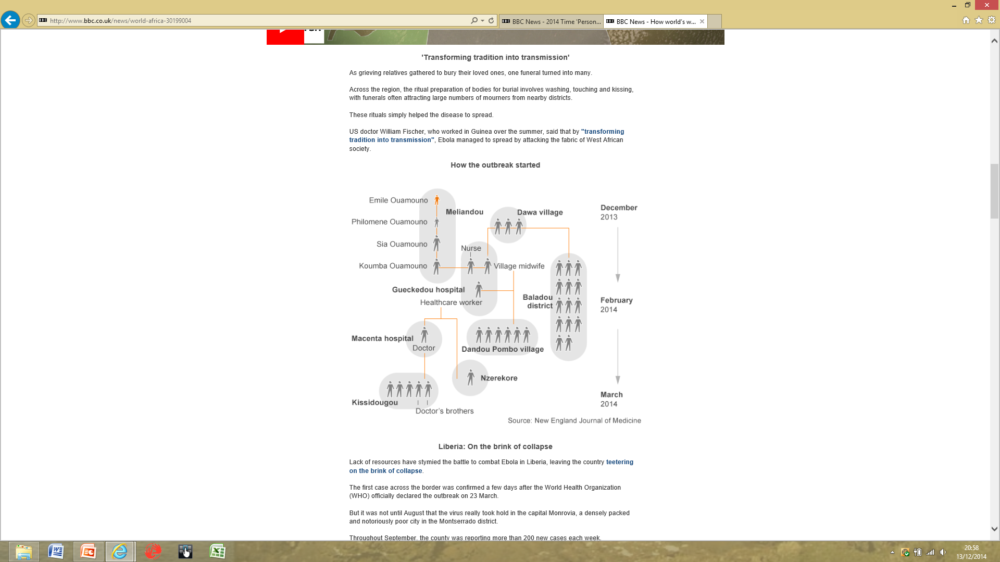 http://www.bbc.co.uk/news/world-africa-30199004
BBC News - 2014 Time 'Person...
BBC News - How world's w...
'Transforming tradition into transmission'
As grieving relatives gathered to bury their loved ones, one funeral turned into many.
Across the region, the ritual preparation of bodies for burial involves washing, touching and kissing,
with funerals often attracting large numbers of mourners from nearby districts.
These rituals simply helped the disease to spread.
US doctor William Fischer, who worked in Guinea over the summer, said that by "transforming
tradition into transmission", Ebola managed to spread by attacking the fabric of West African
society.
How the outbreak started
Emile Ouamouno
Meliandou
Philomene Ouamouno
Sia Ouamouno
Koumba Ouamouno
Dawa village
Nurse
Village midwife
Gueckedou hospital
Healthcare worker
Baladou
district
Macenta hospital
Doctor
Dandou Pombo village
Nzerekore
Kissidougou
Doctor's brothers
December
2013
February
2014
March
2014
Source: New England Journal of Medicine
Liberia: On the brink of collapse
Lack of resources have stymied the battle to combat Ebola in Liberia, leaving the country teetering
on the brink of collapse.
The first case across the border was confirmed a few days after the World Health Organization
(WHO) officially declared the outbreak on 23 March.
But it was not until August that the virus really took hold in the capital Monrovia, a densely packed
and notoriously poor city in the Montserrado district.
Throughout September, the county was reporting more than 200 new cases each week.
20:58
13/12/2014